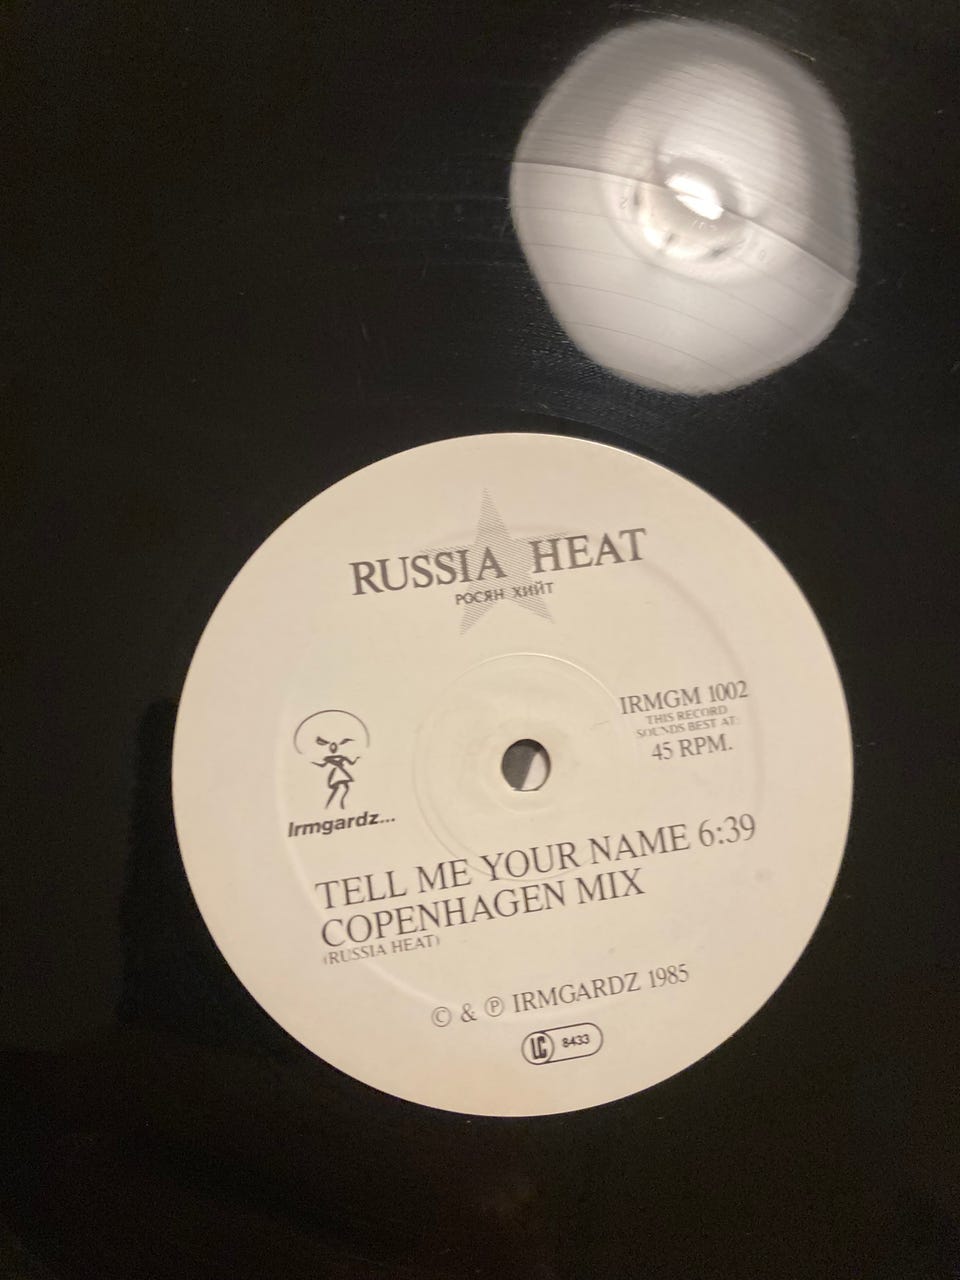 RUSSIA HEAT
РОСЯН ХИЙТ
IRMGM 1002
THIS RECORD
SOUNDS BEST AT:
45 RPM.
Irmgardz...
TELL ME YOUR NAME 6:39
COPENHAGEN MIX
(RUSSIA HEAT)
© & ℗ IRMGARDZ 1985
LC 8433